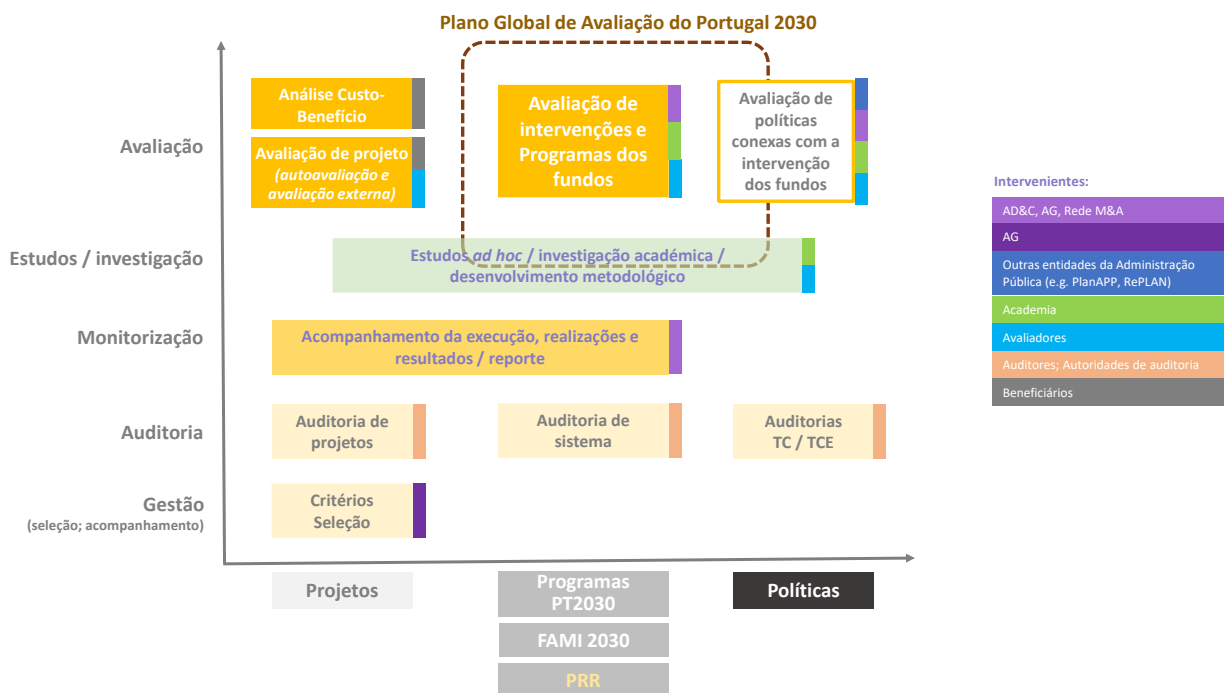 Plano Global de Avaliação do Portugal 2030
Avaliação
Análise Custo-
Benefício
Avaliação de projeto
(autoavaliação e
avaliação externa)
Avaliação de
intervenções e
Programas dos
fundos
Avaliação de
políticas
conexas com a
intervenção
dos fundos
Estudos / investigação
Estudos ad hoc / investigação académica /
desenvolvimento metodológico
Monitorização
Acompanhamento da execução, realizações e
resultados / reporte
Auditoria
Auditoria de
projetos
Auditoria de
sistema
Auditorias
TC / TCE
Gestão
(seleção; acompanhamento)
Critérios
Seleção
Projetos
Programas
PT2030
FAMI 2030
PRR
Políticas
Intervenientes:
AD&C, AG, Rede M&A
AG
Outras entidades da Administração
Pública (e.g. PlanAPP, RePLAN)
Academia
Avaliadores
Auditores; Autoridades de auditoria
Beneficiários